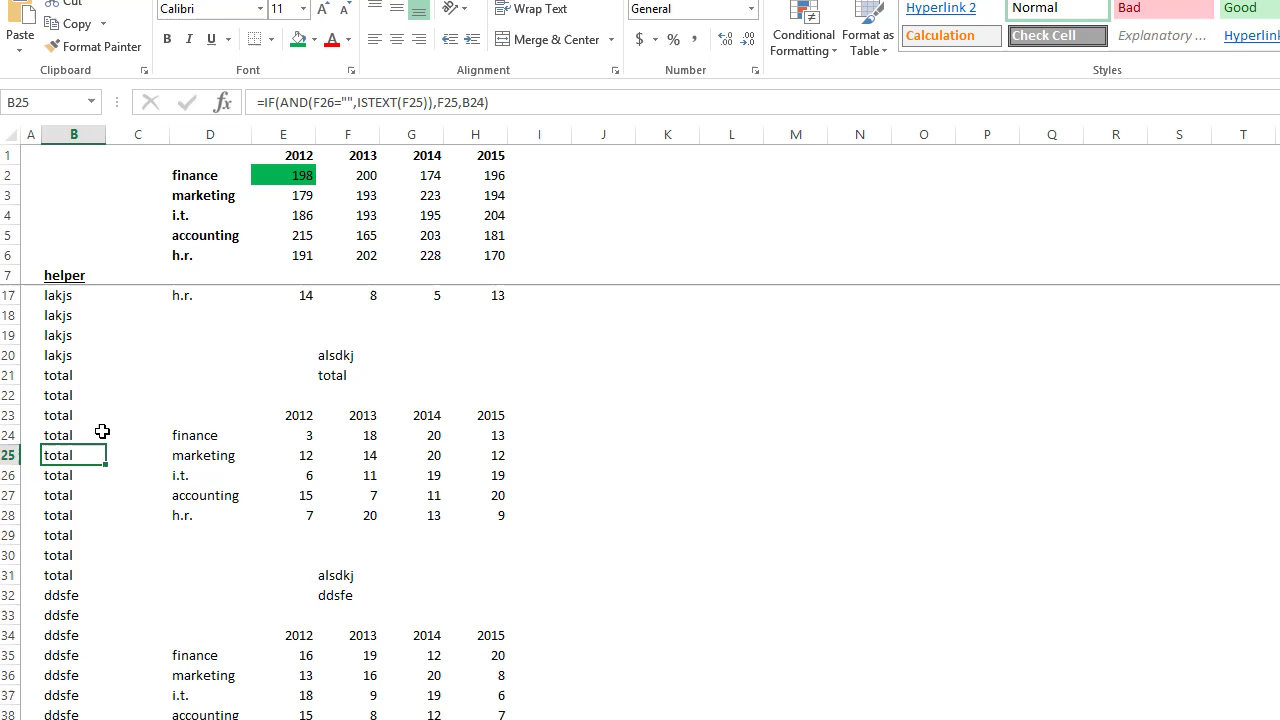 Cut
Calibri 11 A A
Wrap Text
General
Hyperlink 2 Normal Bad Good
Paste Copy
Format Painter
B I U A
Merge & Center
$ % ,
Conditional Formatting
Format as Table
Calculation Check Cell Explanatory ... Hyperlink
Clipboard Font Alignment Number Styles
B25 fx =IF(AND(F26="",ISTEXT(F25)),F25,B24)
A B C D E F G H I J K L M N O P Q R S T
1 2012 2013 2014 2015
2 finance 198 200 174 196
3 marketing 179 193 223 194
4 i.t. 186 193 195 204
5 accounting 215 165 203 181
6 h.r. 191 202 228 170
7 helper
17 lakjs h.r. 14 8 5 13
18 lakjs
19 lakjs
20 lakjs alsdkj
21 total total
22 total
23 total 2012 2013 2014 2015
24 total finance 3 18 20 13
25 total marketing 12 14 20 12
26 total i.t. 6 11 19 19
27 total accounting 15 7 11 20
28 total h.r. 7 20 13 9
29 total
30 total
31 total alsdkj
32 ddsfe ddsfe
33 ddsfe
34 ddsfe 2012 2013 2014 2015
35 ddsfe finance 16 19 12 20
36 ddsfe marketing 13 16 20 8
37 ddsfe i.t. 18 9 19 6
38 ddsfe accounting 15 8 12 7